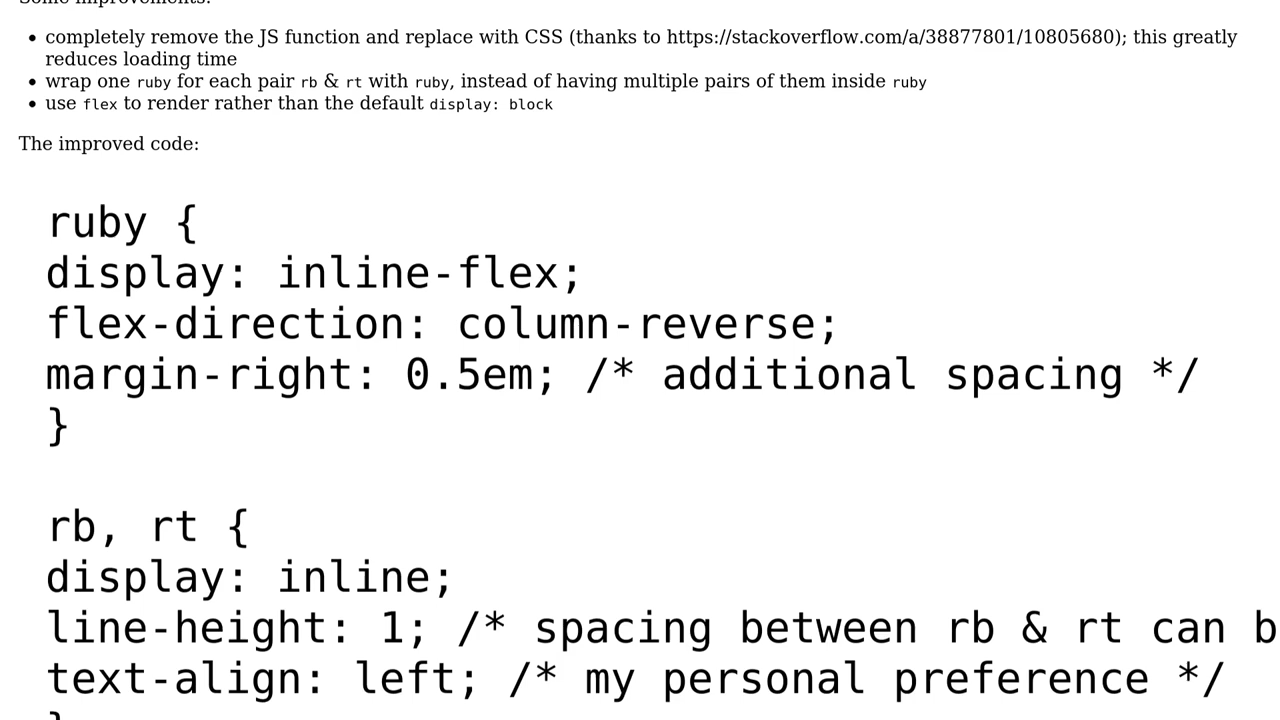 Some improvements:
• completely remove the JS function and replace with CSS (thanks to https://stackoverflow.com/a/38877801/10805680); this greatly
reduces loading time
• wrap one ruby for each pair rb & rt with ruby, instead of having multiple pairs of them inside ruby
• use flex to render rather than the default display: block
The improved code:
ruby {
display: inline-flex;
flex-direction: column-reverse;
margin-right: 0.5em; /* additional spacing */
}
rb, rt {
display: inline;
line-height: 1; /* spacing between rb & rt can b
text-align: left; /* my personal preference */
}